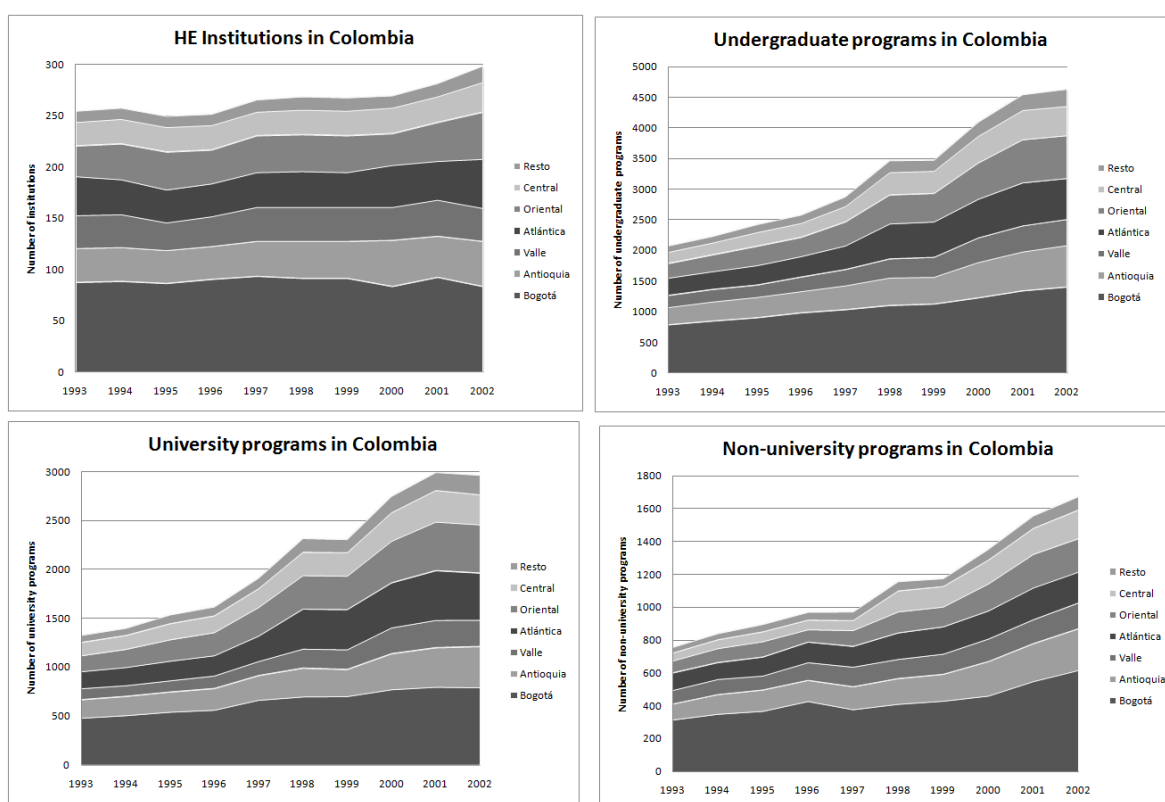 HE Institutions in Colombia
Number of institutions
300
250
200
150
100
50
0
1993 1994 1995 1996 1997 1998 1999 2000 2001 2002
Resto
Central
Oriental
Atlántica
Valle
Antioquia
Bogotá
Undergraduate programs in Colombia
Number of undergraduate programs
5000
4500
4000
3500
3000
2500
2000
1500
1000
500
0
1993 1994 1995 1996 1997 1998 1999 2000 2001 2002
Resto
Central
Oriental
Atlántica
Valle
Antioquia
Bogotá
University programs in Colombia
Number of university programs
3000
2500
2000
1500
1000
500
0
1993 1994 1995 1996 1997 1998 1999 2000 2001 2002
Resto
Central
Oriental
Atlántica
Valle
Antioquia
Bogotá
Non-university programs in Colombia
Number of non-university programs
1800
1600
1400
1200
1000
800
600
400
200
0
1993 1994 1995 1996 1997 1998 1999 2000 2001 2002
Resto
Central
Oriental
Atlántica
Valle
Antioquia
Bogotá